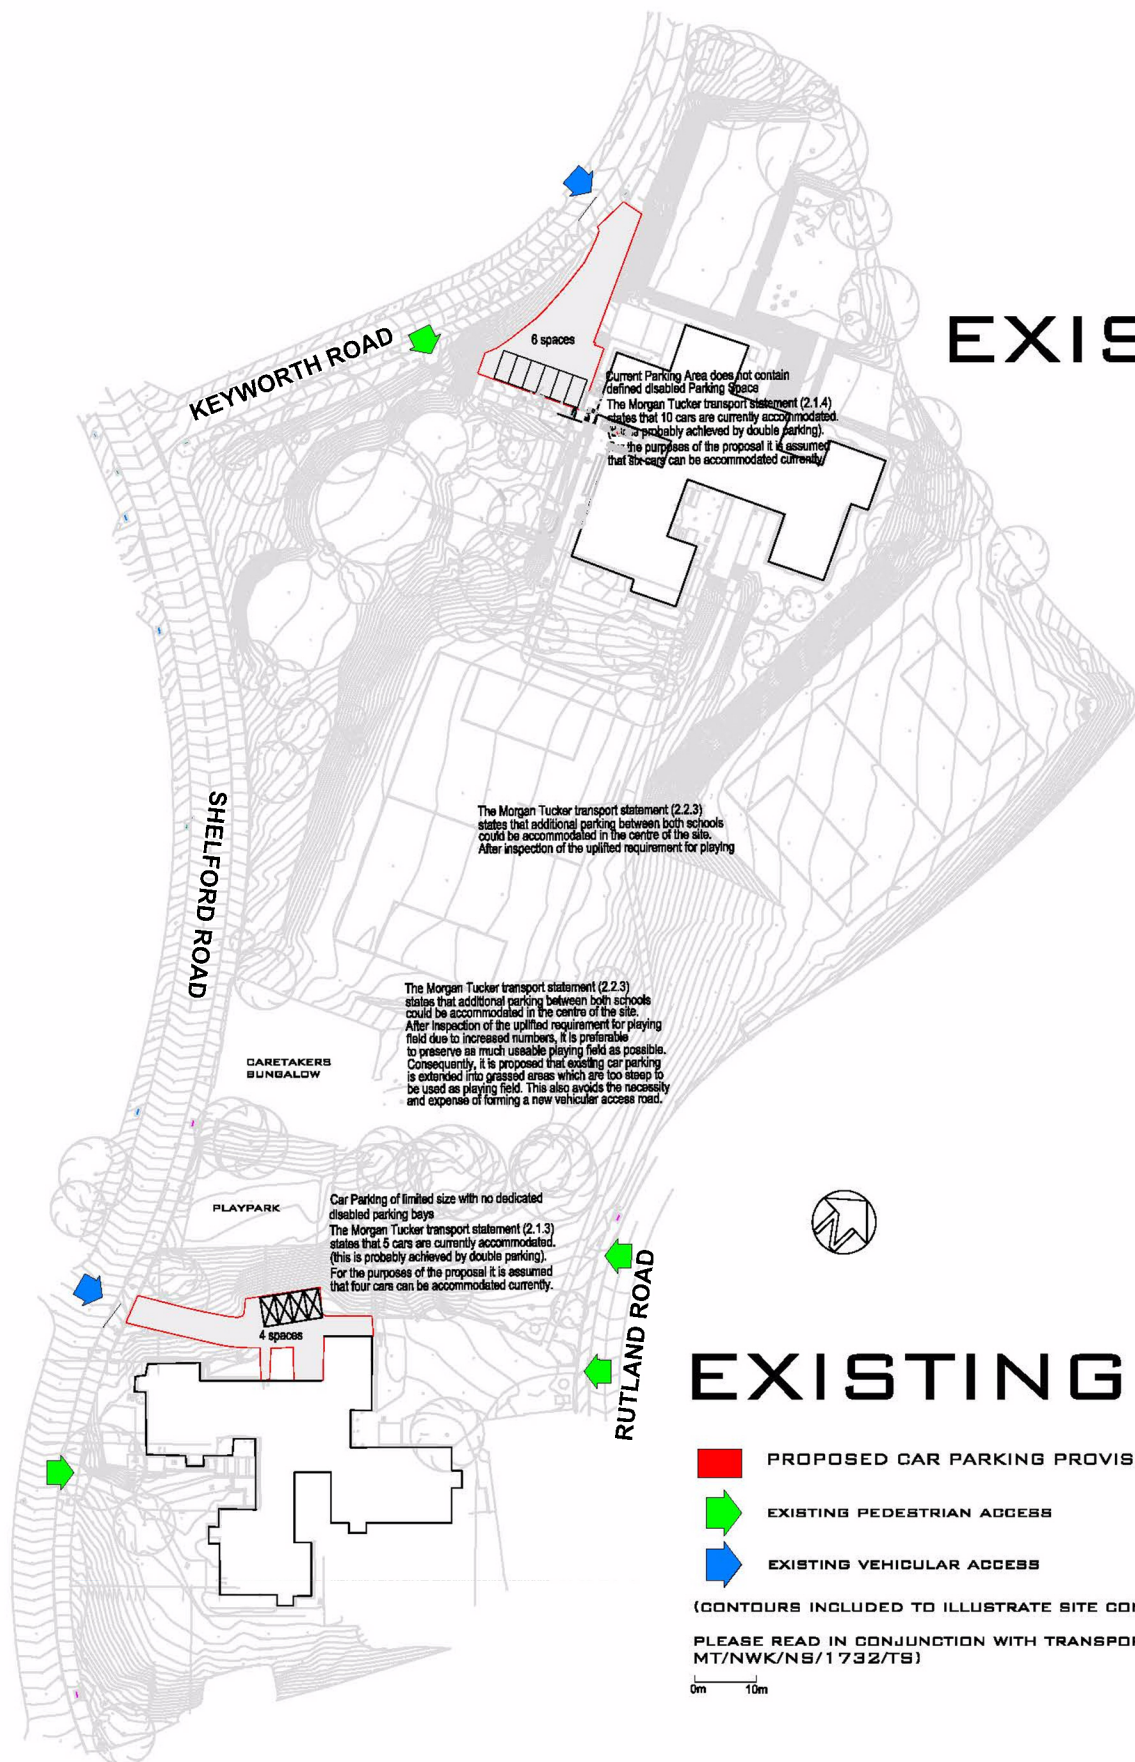 EXIS
KEYWORTH ROAD
6 spaces
Current Parking Area does not contain
defined disabled Parking Space
The Morgan Tucker transport statement (2.1.4)
states that 10 cars are currently accommodated.
is probably achieved by double parking).
the purposes of the proposal it is assumed
that six cars can be accommodated currently.
SHELFORD ROAD
The Morgan Tucker transport statement (2.2.3)
states that additional parking between both schools
could be accommodated in the centre of the site.
After inspection of the uplifted requirement for playing
The Morgan Tucker transport statement (2.2.3)
states that additional parking between both schools
could be accommodated in the centre of the site.
After inspection of the uplifted requirement for playing
field due to increased numbers, it is preferable
to preserve as much useable playing field as possible.
Consequently, it is proposed that existing car parking
is extended into grassed areas which are too steep to
be used as playing field. This also avoids the necessity
and expense of forming a new vehicular access road.
CARETAKERS
BUNGALOW
PLAYPARK
Car Parking of limited size with no dedicated
disabled parking bays
The Morgan Tucker transport statement (2.1.3)
states that 5 cars are currently accommodated.
(this is probably achieved by double parking).
For the purposes of the proposal it is assumed
that four cars can be accommodated currently.
4 spaces
RUTLAND ROAD
EXISTING
PROPOSED CAR PARKING PROVIS
EXISTING PEDESTRIAN ACCESS
EXISTING VEHICULAR ACCESS
(CONTOURS INCLUDED TO ILLUSTRATE SITE CON
PLEASE READ IN CONJUNCTION WITH TRANSPOR
MT/NWK/NS/1732/TS)
0m 10m